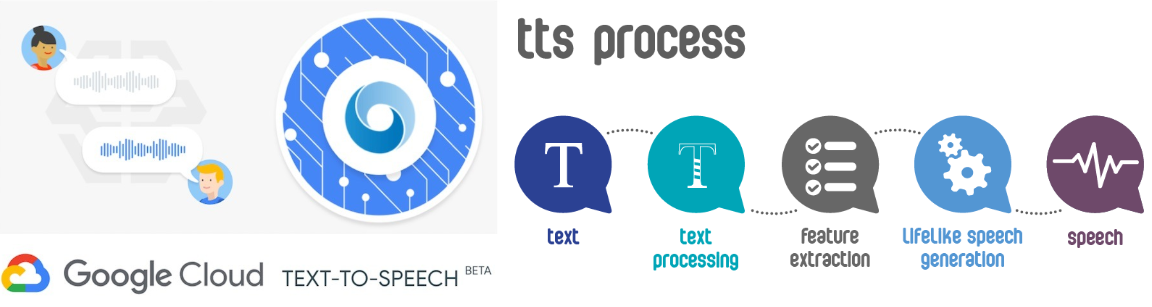 Google Cloud TEXT-TO-SPEECH BETA
tts process
T
T
text
text
processing
feature
extraction
lifelike speech
generation
speech